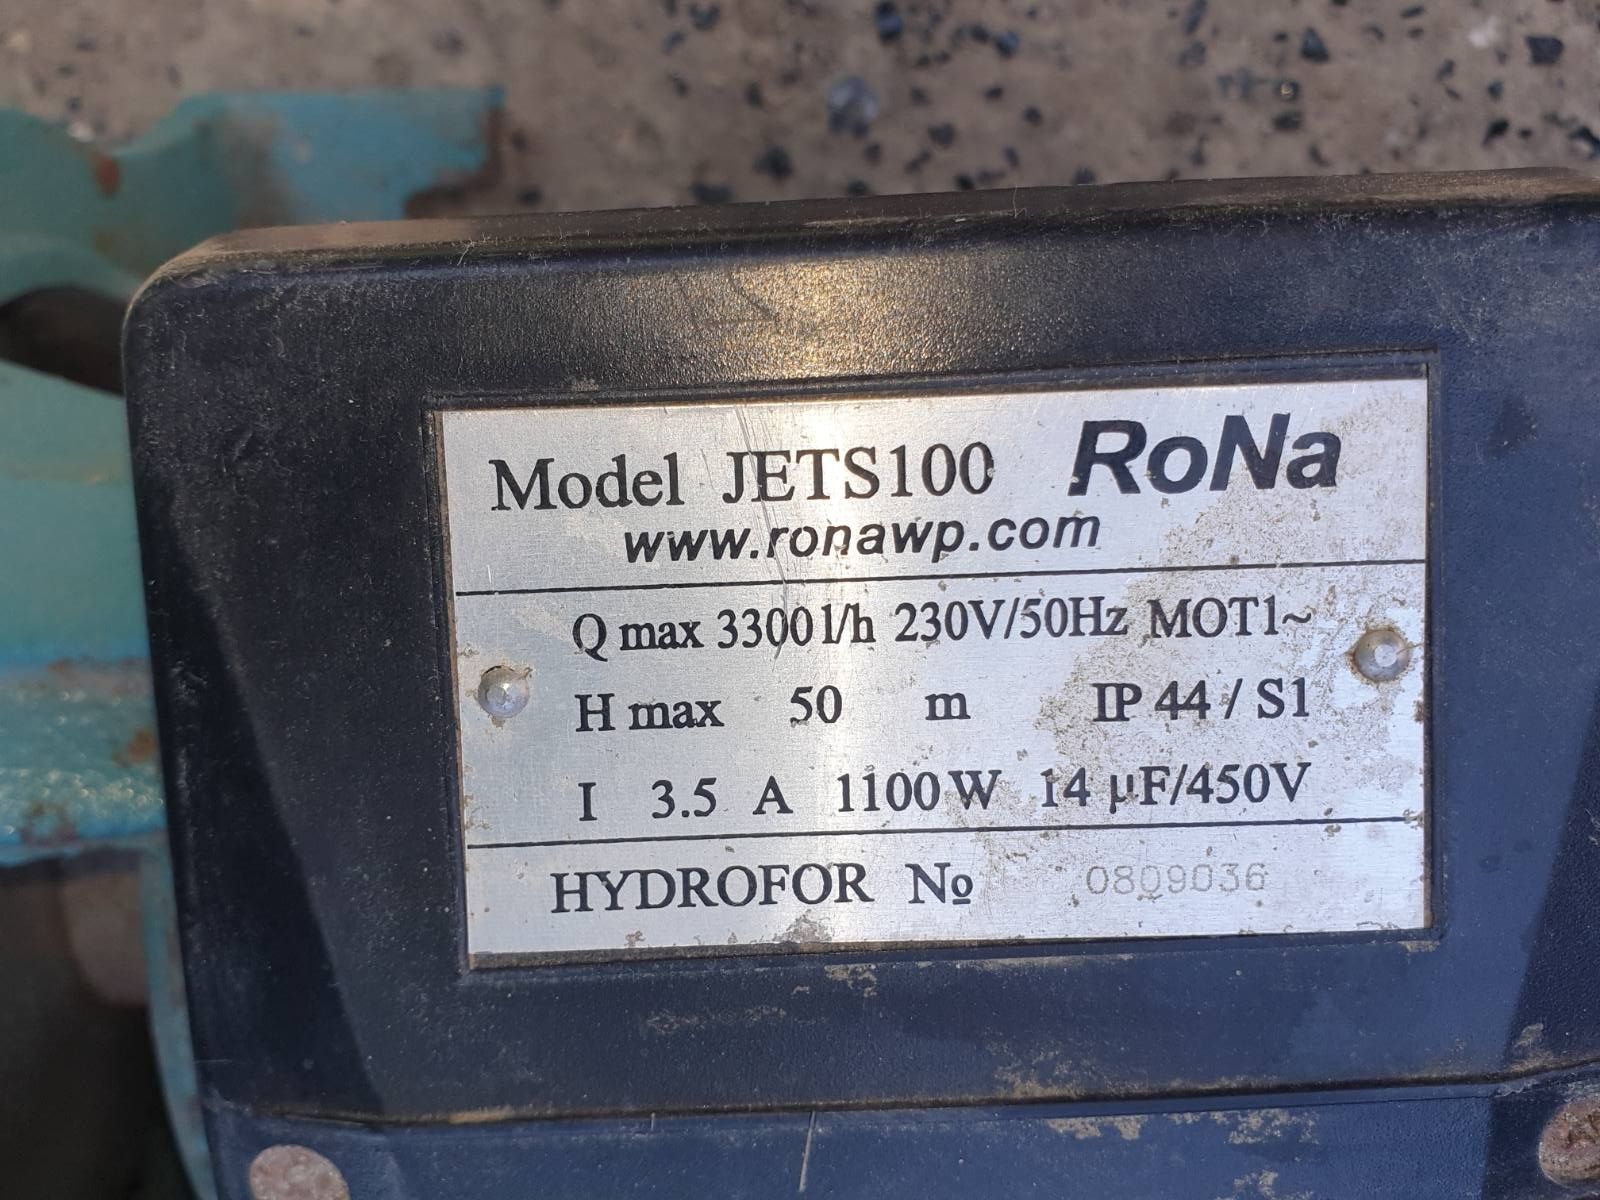 Model JETS100 RoNa
www.ronawp.com
Q max 3300 l/h 230V/50Hz MOT1~
H max 50 m IP 44 / S1
I 3.5 A 1100 W 14 µF/450V
HYDROFOR № 0809036